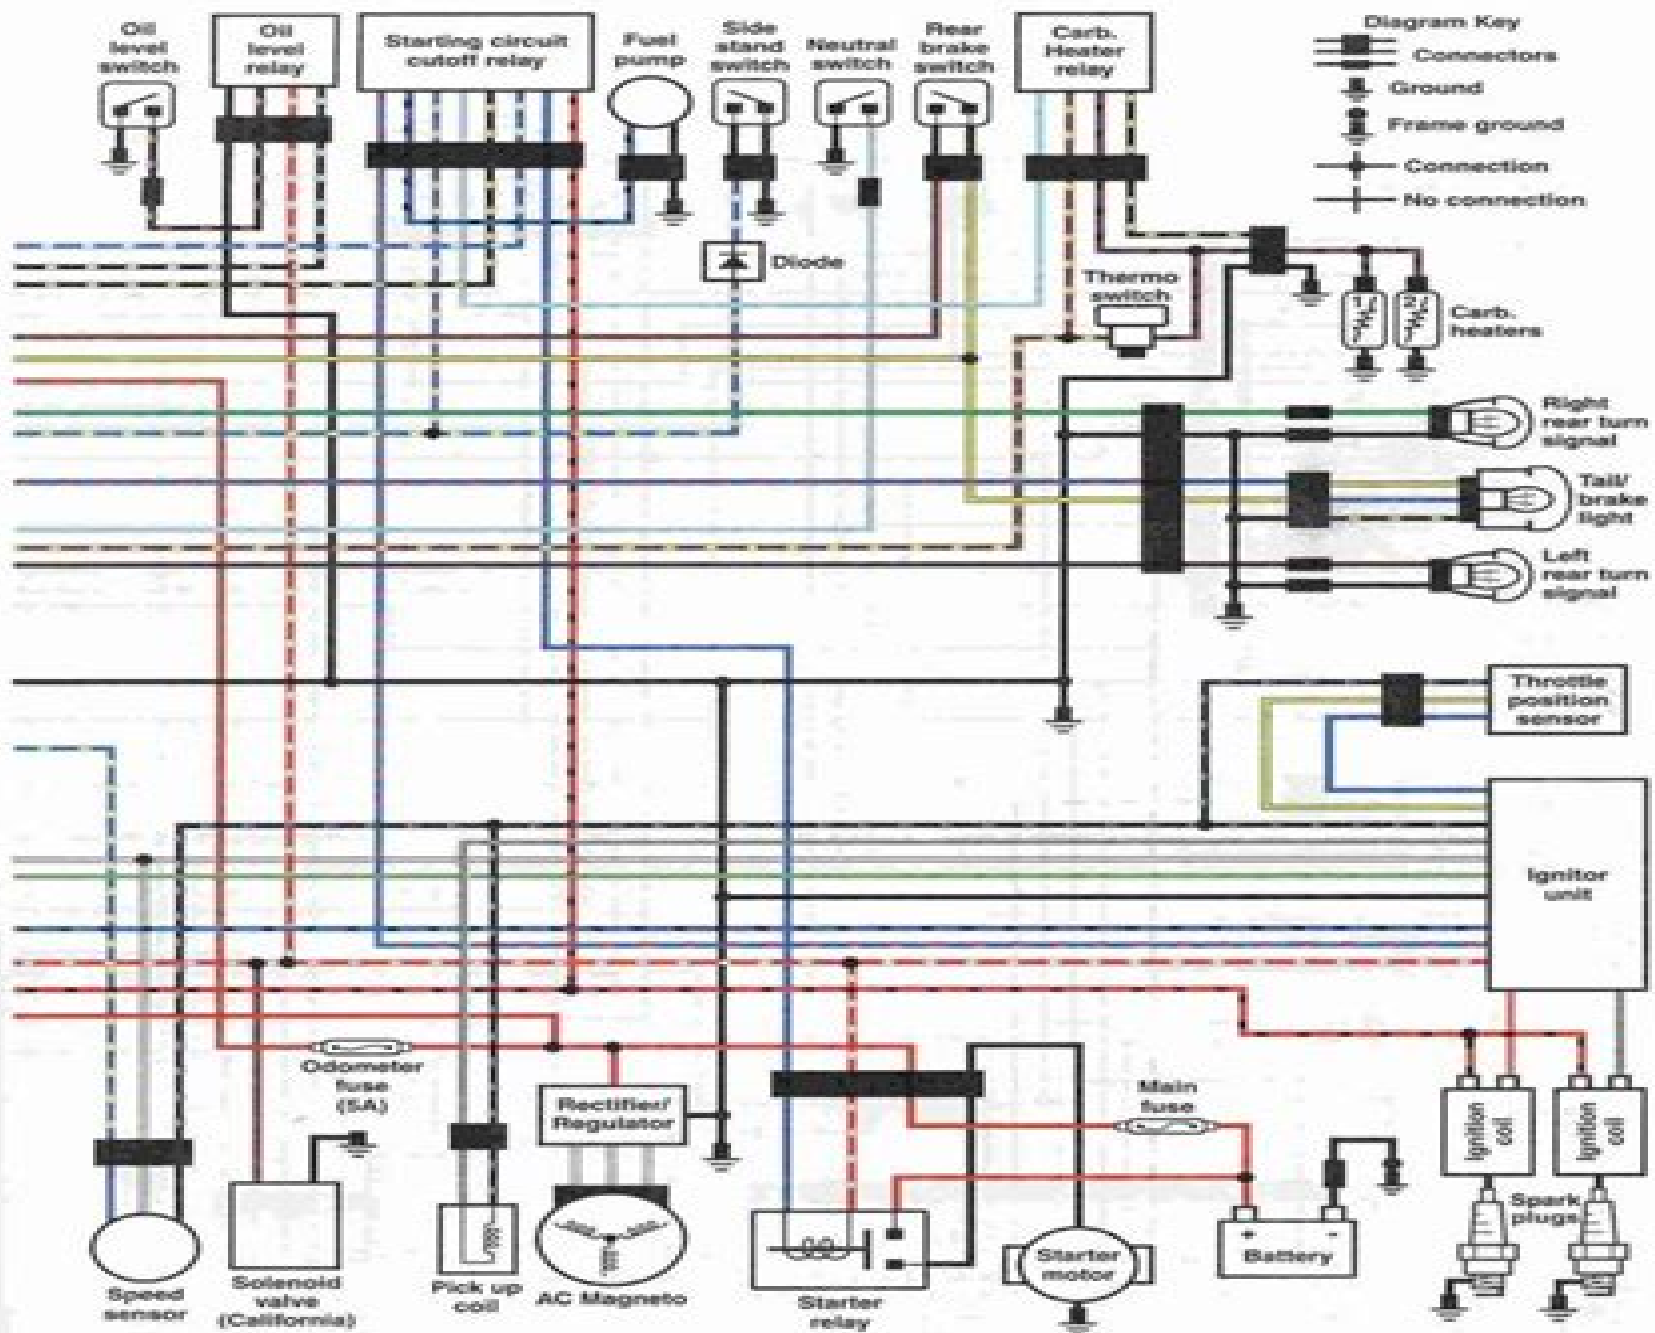 Oil
level
switch
Oil
level
relay
Starting circuit
cutoff relay
Fuel
pump
Side
stand
switch
Neutral
switch
Rear
brake
switch
Carb.
Heater
relay
Diagram Key
Connectors
Ground
Frame ground
Connection
No connection
Diode
Thermo
switch
1
2
Carb.
heaters
Right
rear turn
signal
Tail/
brake
light
Left
rear turn
signal
Throttle
position
sensor
Ignitor
unit
Odometer
fuse
(5A)
Rectifier/
Regulator
Main
fuse
Ignition
coil
Ignition
coil
Spark
plugs
+ -
Battery
Starter
motor
Speed
sensor
Solenoid
valve
(California)
Pick up
coil
AC Magneto
Starter
relay